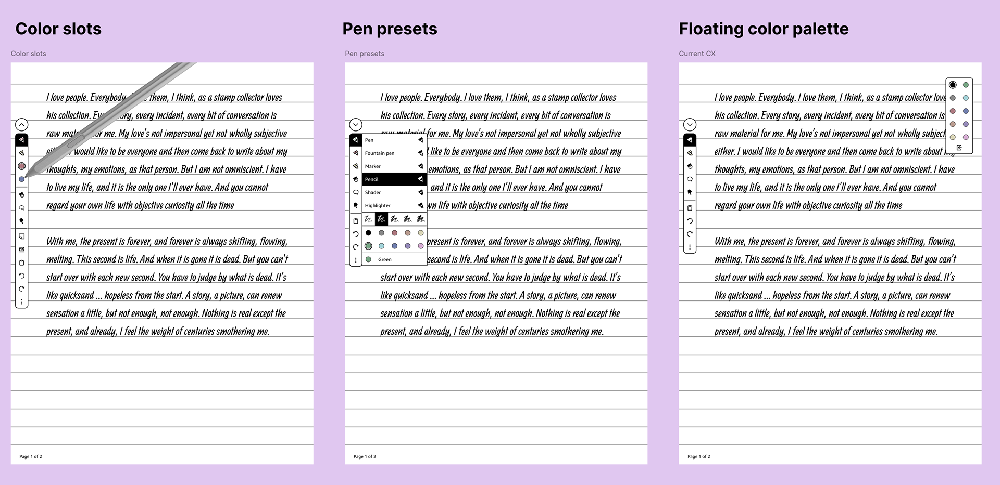 Color slots
Color slots
I love people. Everybody. them, I think, as a stamp collector loves
his collection. every incident, every bit of conversation is
raw for me. My love's not impersonal yet not wholly subjective
I would like to be everyone and then come back to write about my
thoughts, my emotions, as that person. But I am not omniscient. I have
to live my life, and it is the only one I'll ever have. And you cannot
regard your own life with objective curiosity all the time
With me, the present is forever, and forever is always shifting, flowing,
melting. This second is life. And when it is gone it is dead. But you can't
start over with each new second. You have to judge by what is dead. It's
like quicksand ... hopeless from the start. A story, a picture, can renew
sensation a little, but not enough, not enough. Nothing is real except the
present, and already, I feel the weight of centuries smothering me.
Page 1 of 2
Pen presets
Pen presets
I love people. Everybody. I love them, I think, as a stamp collector loves
his collection. Every story, every incident, every bit of conversation is
raw material for me. My love's not impersonal yet not wholly subjective
like to be everyone and then come back to write about my
emotions, as that person. But I am not omniscient. I have
and it is the only one I'll ever have. And you cannot
life with objective curiosity all the time
Pen
Fountain pen
Marker
Pencil
Shader
Highlighter
Green
present is forever, and forever is always shifting, flowing,
second is life. And when it is gone it is dead. But you can't
start over with each new second. You have to judge by what is dead. It's
like quicksand ... hopeless from the start. A story, a picture, can renew
sensation a little, but not enough, not enough. Nothing is real except the
present, and already, I feel the weight of centuries smothering me.
Page 1 of 2
Floating color palette
Current CX
I love people. Everybody. I love them, I think, as a stamp collector love
his collection. Every story, every incident, every bit of conversation is
raw material for me. My love's not impersonal yet not wholly subject
either. I would like to be everyone and then come back to write about my
thoughts, my emotions, as that person. But I am not omniscient. I have
to live my life, and it is the only one I'll ever have. And you cannot
regard your own life with objective curiosity all the time
With me, the present is forever, and forever is always shifting, flowing,
melting. This second is life. And when it is gone it is dead. But you can't
start over with each new second. You have to judge by what is dead. It's
like quicksand ... hopeless from the start. A story, a picture, can renew
sensation a little, but not enough, not enough. Nothing is real except the
present, and already, I feel the weight of centuries smothering me.
Page 1 of 2